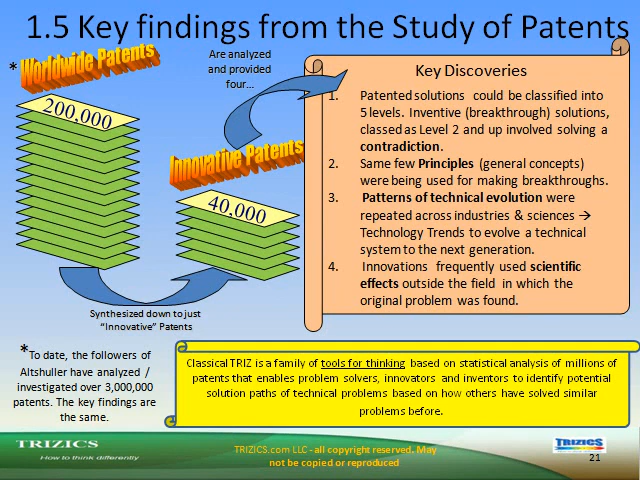 1.5 Key findings from the Study of Patents
*
Worldwide Patents
200,000
Are analyzed
and provided
four...
Innovative Patents
40,000
Synthesized down to just
“Innovative” Patents
Key Discoveries
1. Patented solutions could be classified into
5 levels. Inventive (breakthrough) solutions,
classed as Level 2 and up involved solving a
contradiction.
2. Same few Principles (general concepts)
were being used for making breakthroughs.
3. Patterns of technical evolution were
repeated across industries & sciences →
Technology Trends to evolve a technical
system to the next generation.
4. Innovations frequently used scientific
effects outside the field in which the
original problem was found.
*To date, the followers of
Altshuller have analyzed /
investigated over 3,000,000
patents. The key findings are
the same.
Classical TRIZ is a family of tools for thinking based on statistical analysis of millions of
patents that enables problem solvers, innovators and inventors to identify potential
solution paths of technical problems based on how others have solved similar
problems before.
TRIZICS
How to think differently
TRIZICS.com LLC - all copyright reserved. May
not be copied or reproduced
TRIZICS
21